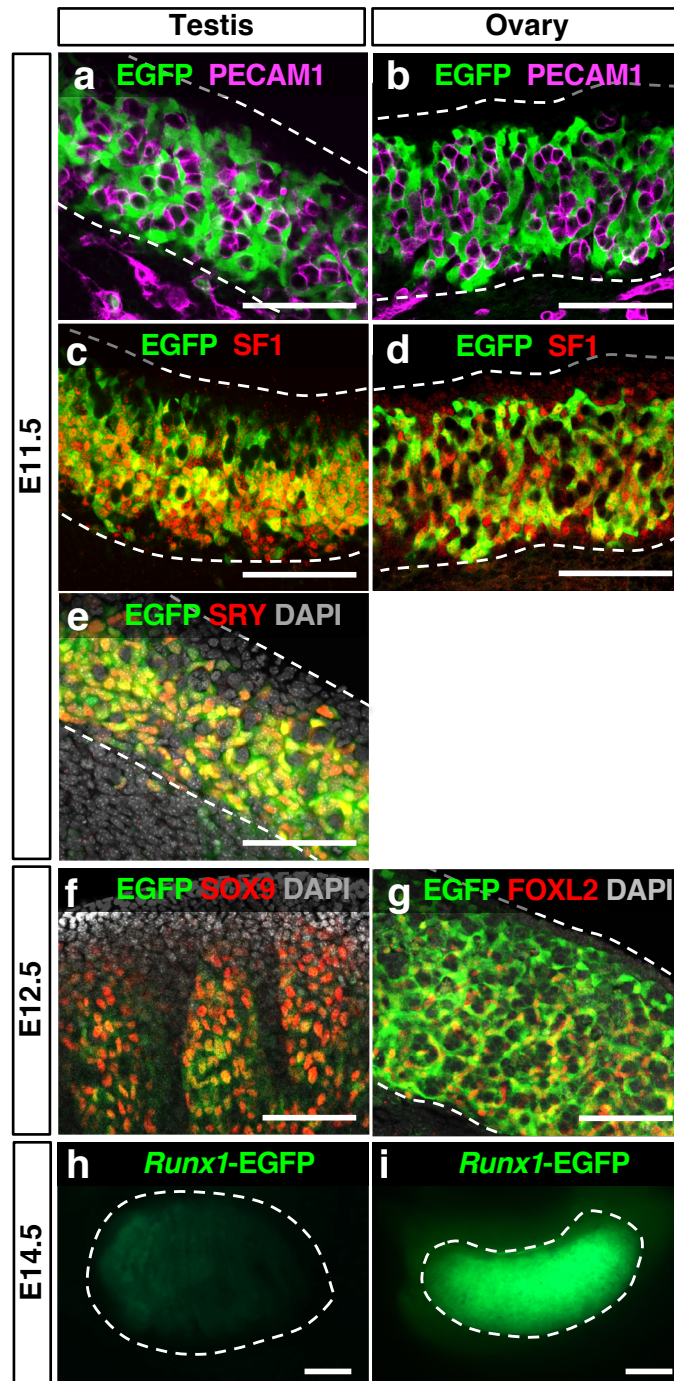 Testis
Ovary
E11.5
a EGFP PECAM1
b EGFP PECAM1
c EGFP SF1
d EGFP SF1
e EGFP SRY DAPI
E12.5
f EGFP SOX9 DAPI
g EGFP FOXL2 DAPI
E14.5
h Runx1-EGFP
i Runx1-EGFP